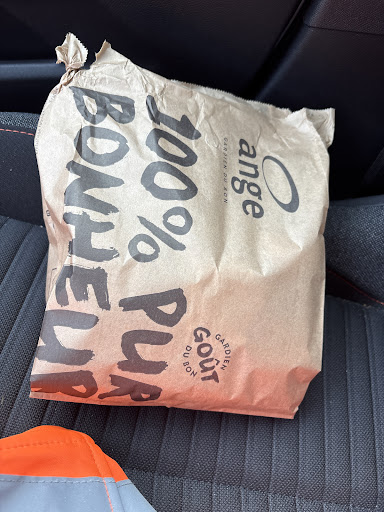 ange
GARDIEN DU BON
100% PUR
BONHEUR
GARDIEN
DU BON
GOÛT